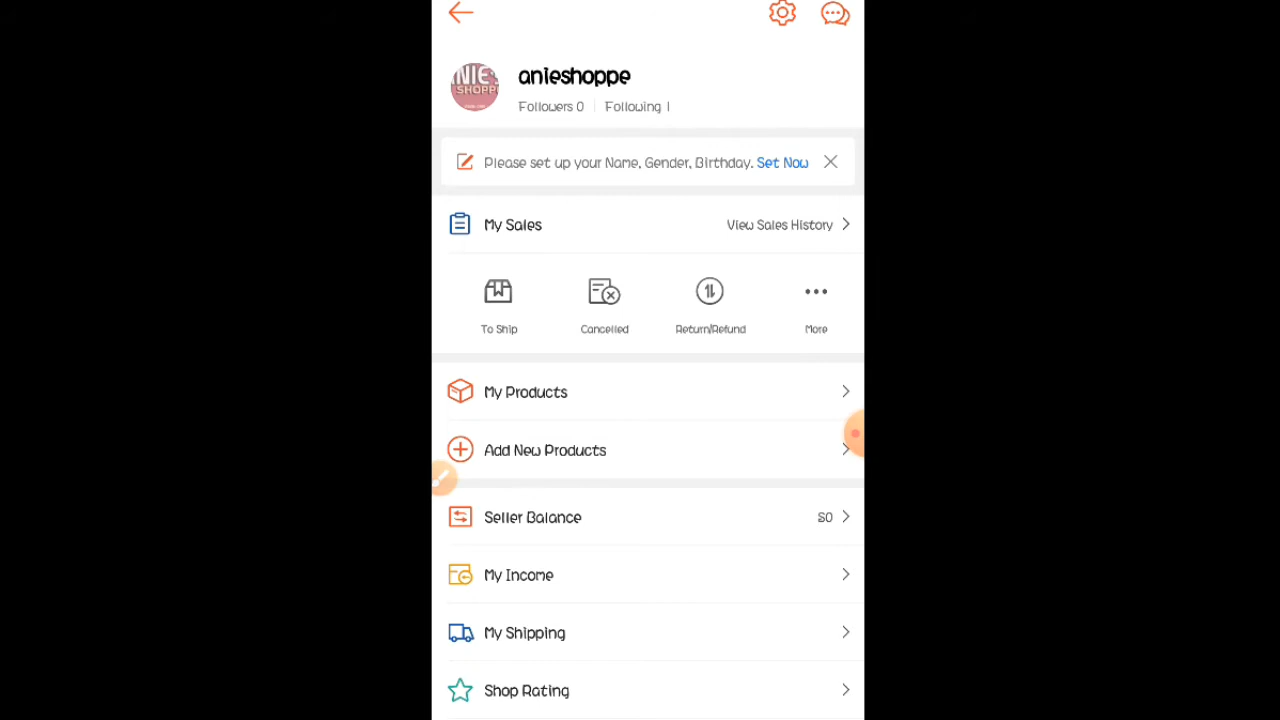 NIE'S
SHOPP
anieshoppe
Followers 0
Following 1
Please set up your Name, Gender, Birthday. Set Now
My Sales
View Sales History
To Ship
Cancelled
Return/Refund
More
My Products
Add New Products
Seller Balance
$0
My Income
My Shipping
Shop Rating